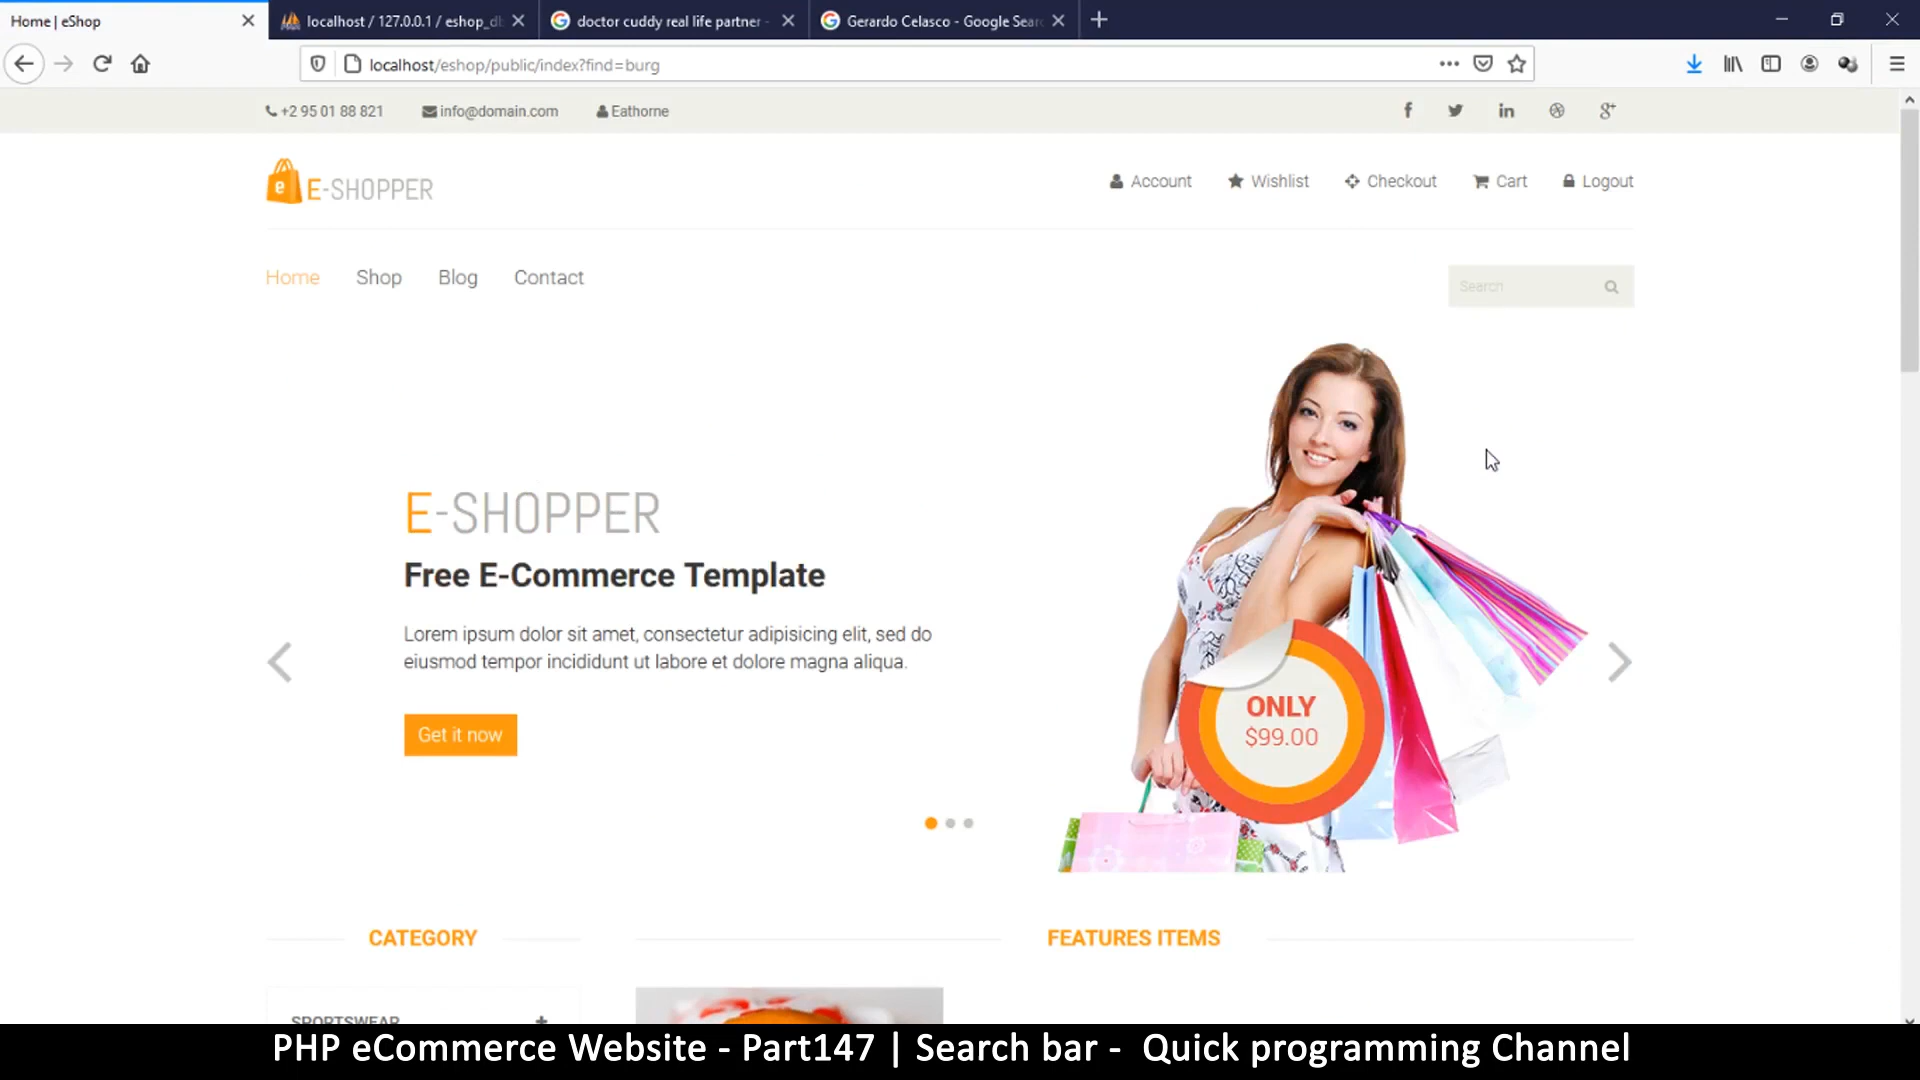 Home | eShop
localhost / 127.0.0.1 / eshop_db
doctor cuddy real life partner -
Gerardo Celasco - Google Sear
localhost/eshop/public/index?find=burg
+2 95 01 88 821
info@domain.com
Eathorne
E-SHOPPER
Account
Wishlist
Checkout
Cart
Logout
Home
Shop
Blog
Contact
Search
E-SHOPPER
Free E-Commerce Template
Lorem ipsum dolor sit amet, consectetur adipisicing elit, sed do
eiusmod tempor incididunt ut labore et dolore magna aliqua.
Get it now
ONLY
$99.00
CATEGORY
FEATURES ITEMS
SPORTSWEAR
PHP eCommerce Website - Part147 | Search bar - Quick programming Channel